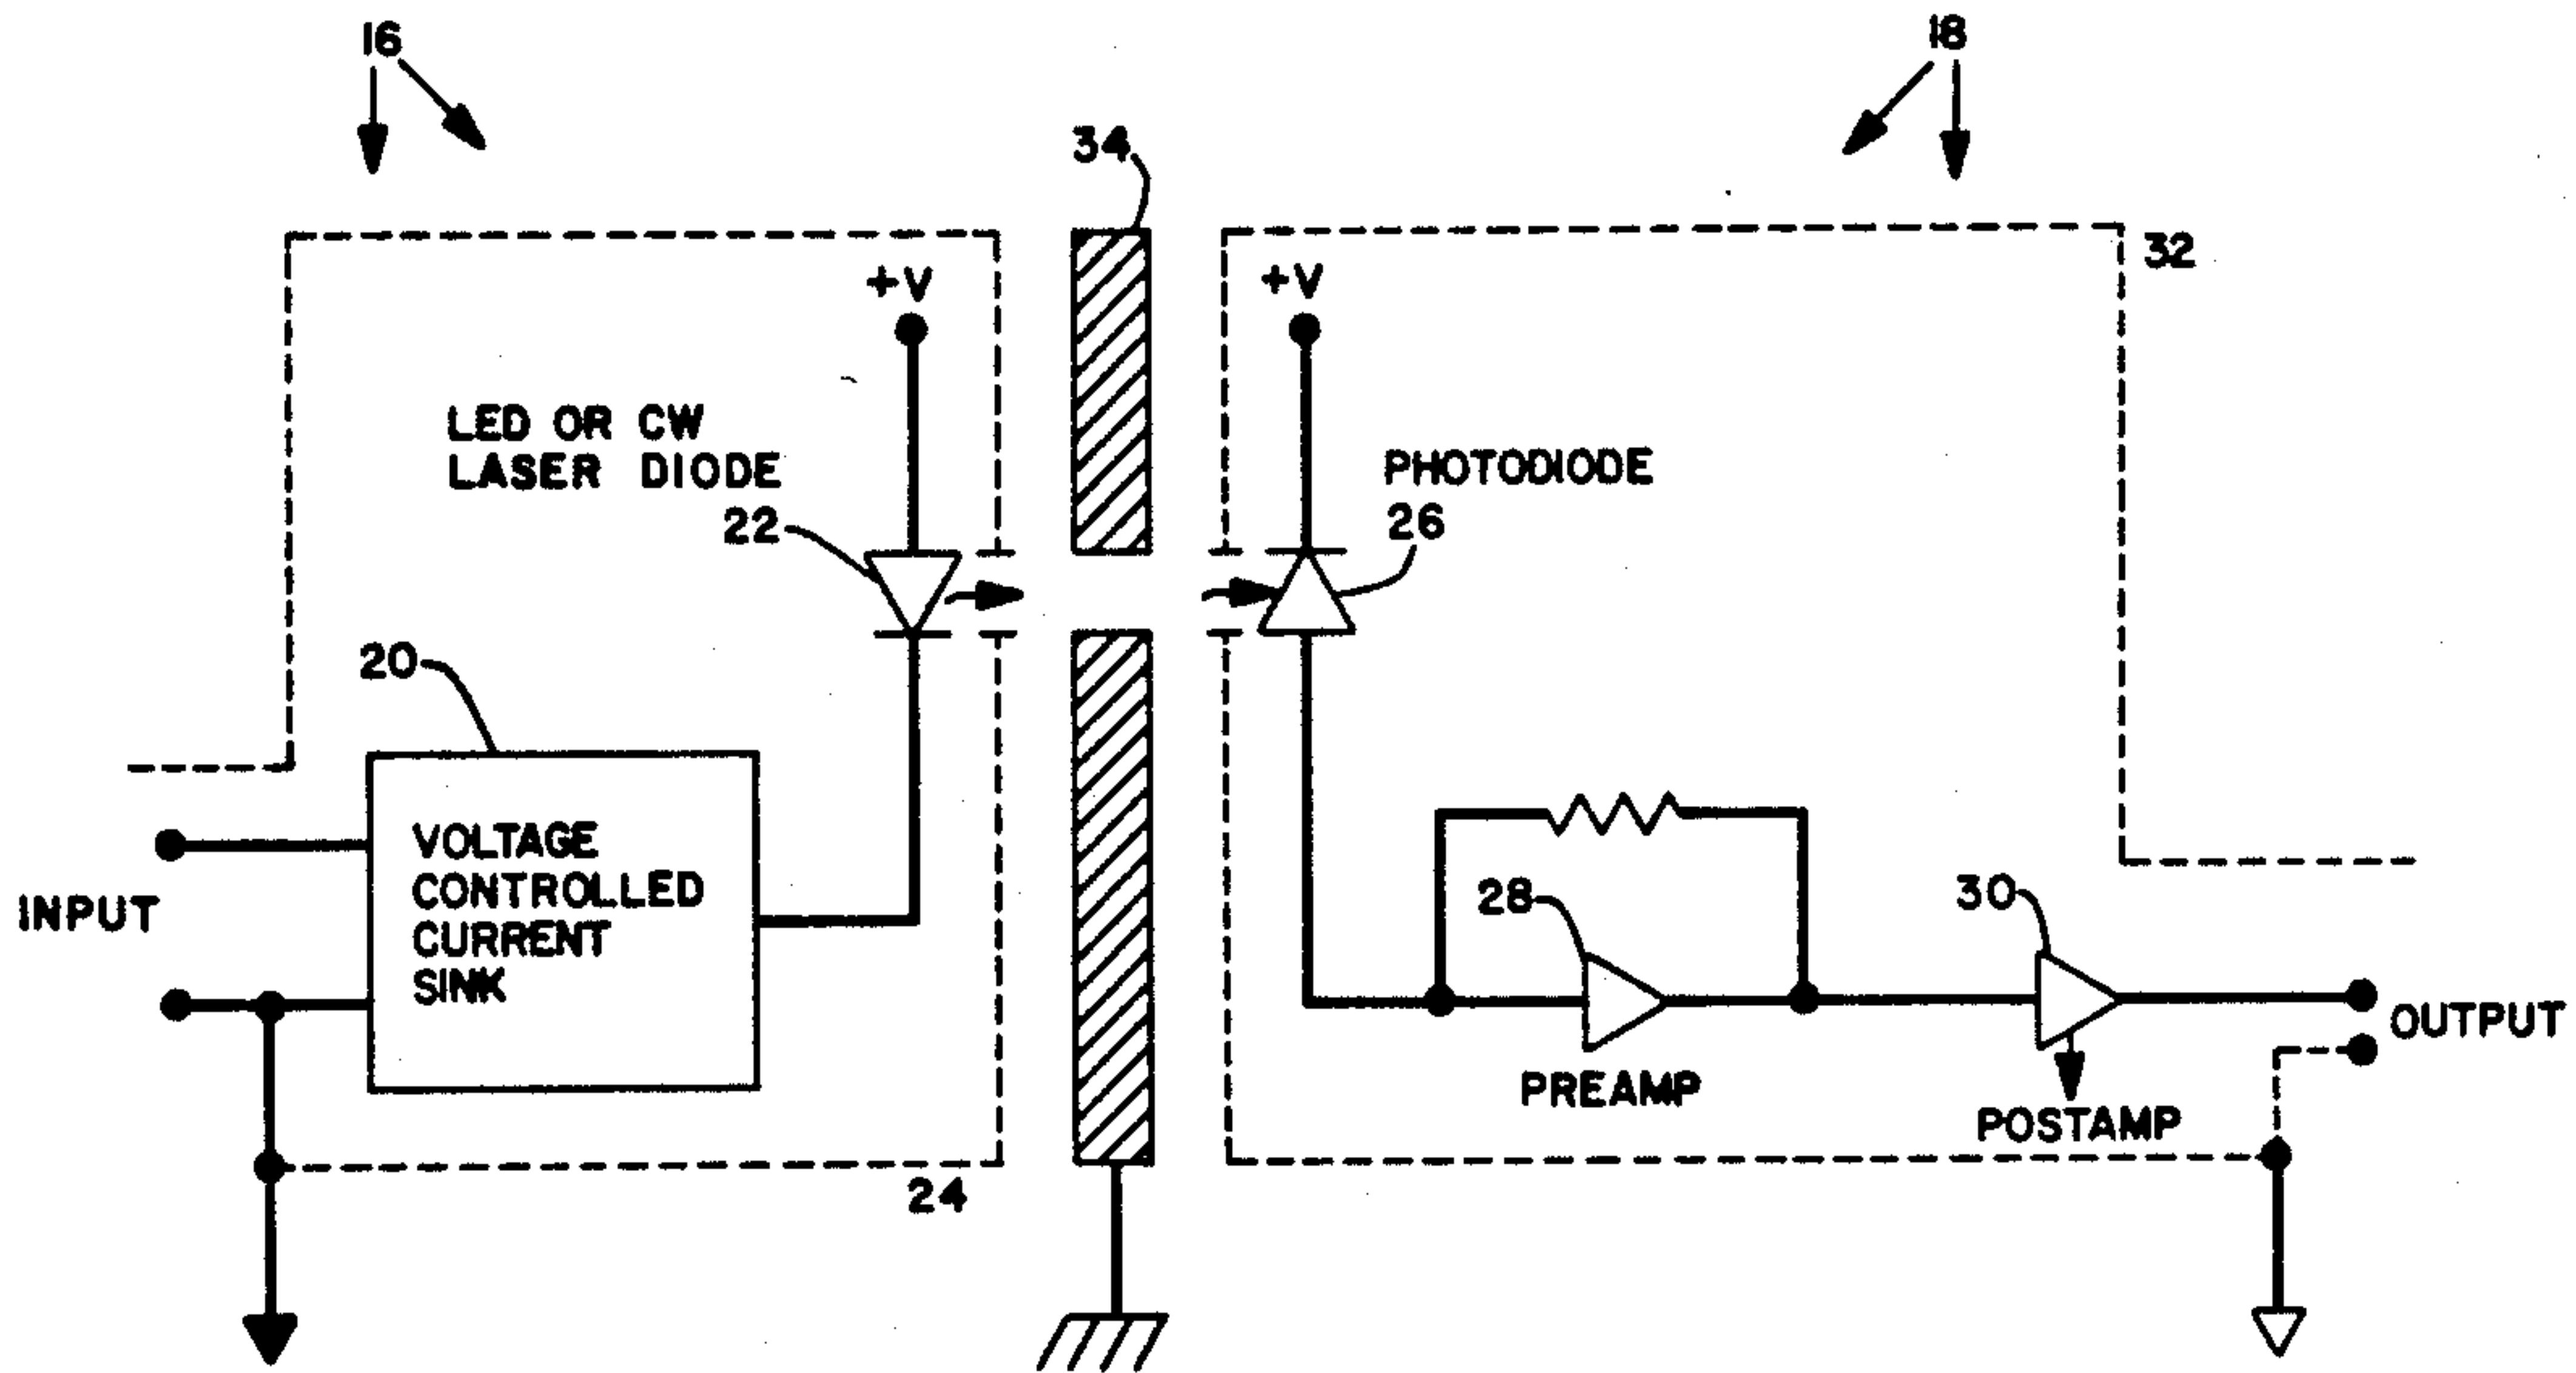 16
18
34
32
+V
+V
LED OR CW
LASER DIODE
22
PHOTODIODE
26
20
VOLTAGE
CONTROLLED
CURRENT
SINK
INPUT
28
30
PREAMP
POSTAMP
OUTPUT
24